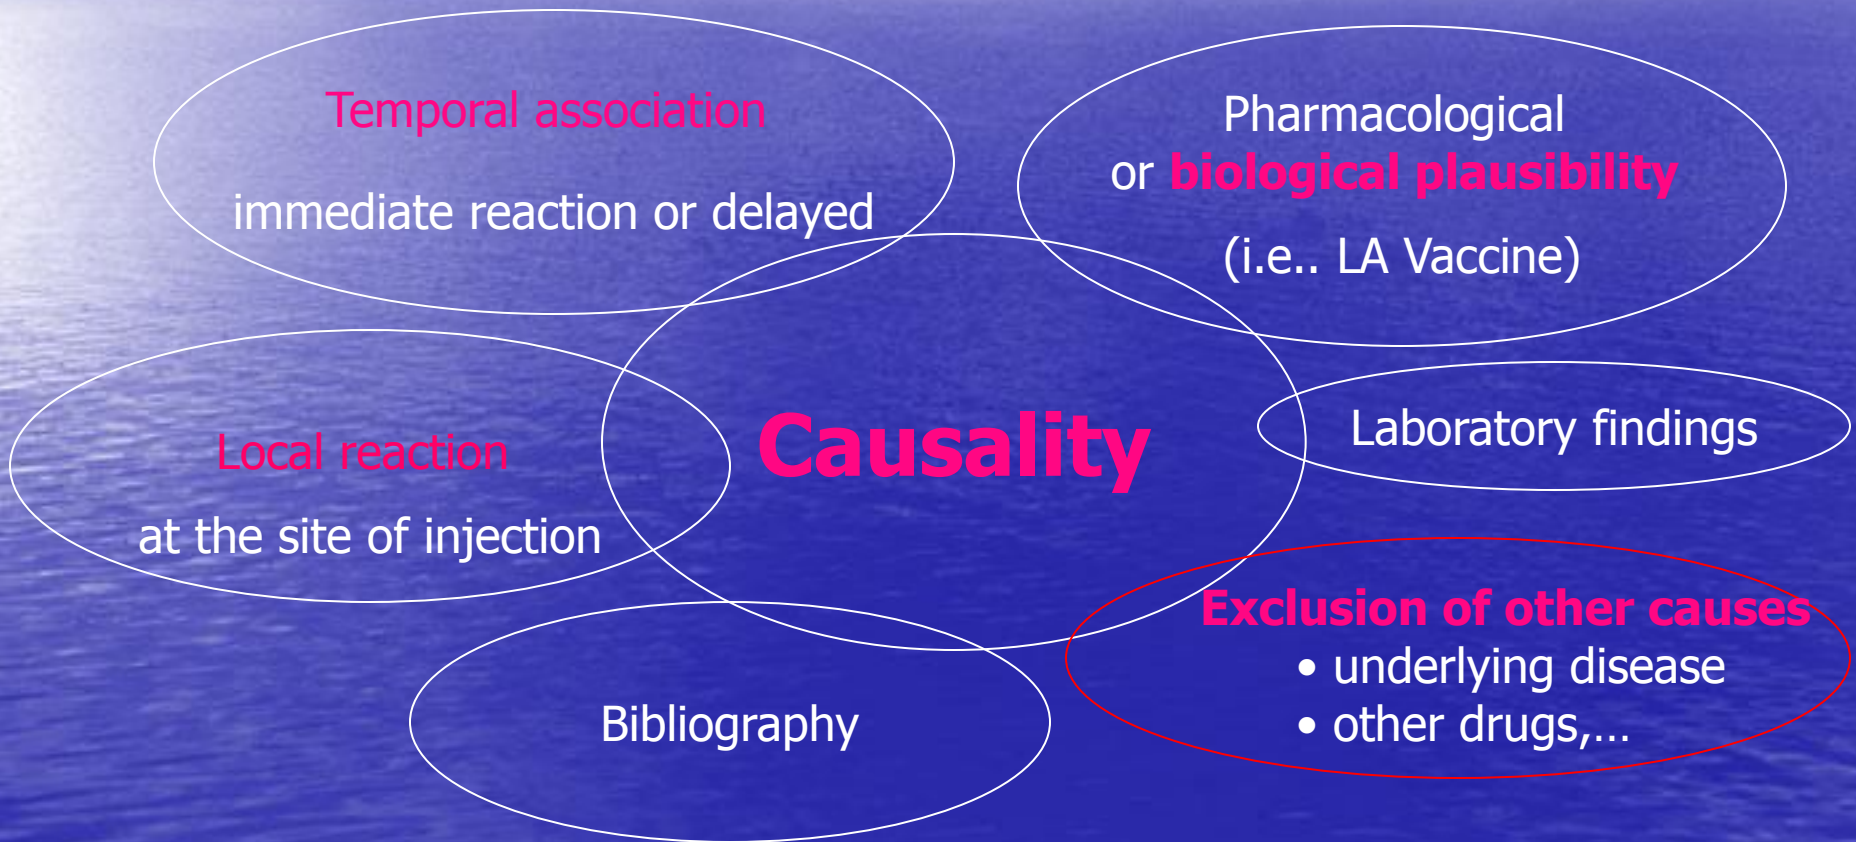 Temporal association
immediate reaction or delayed
Pharmacological
or biological plausibility
(i.e.. LA Vaccine)
Local reaction
at the site of injection
Causality
Laboratory findings
Exclusion of other causes
• underlying disease
• other drugs,...
Bibliography